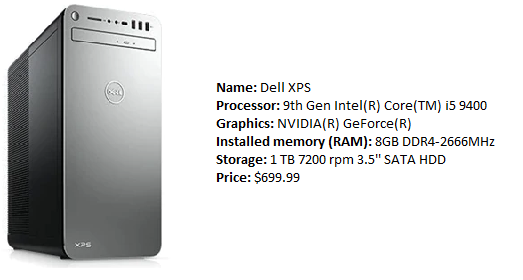 DELL
XPS
Name: Dell XPS
Processor: 9th Gen Intel(R) Core(TM) i5 9400
Graphics: NVIDIA(R) GeForce(R)
Installed memory (RAM): 8GB DDR4-2666MHz
Storage: 1 TB 7200 rpm 3.5" SATA HDD
Price: $699.99